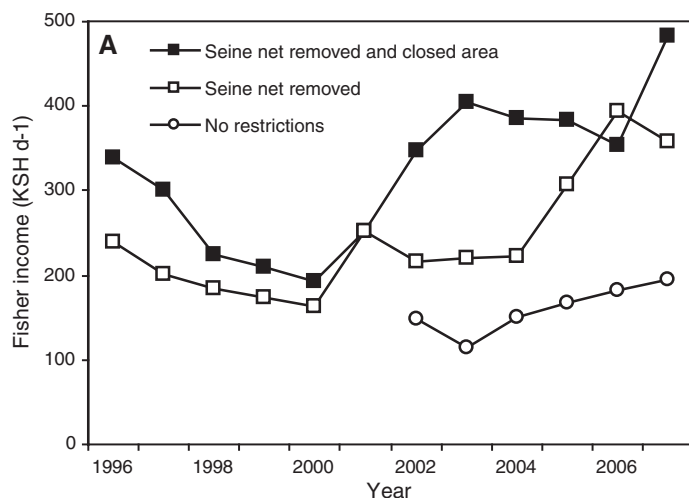 A
Seine net removed and closed area
Seine net removed
No restrictions
Fisher income (KSH d-1)
500
400
300
200
100
0
1996 1998 2000 2002 2004 2006
Year